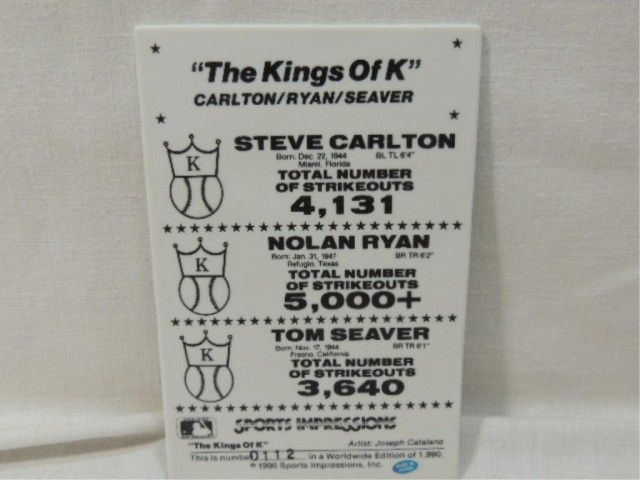 "The Kings Of K"
CARLTON/RYAN/SEAVER
STEVE CARLTON
K
Born: Dec. 22, 1944 BL TL 6'4"
Miami, Florida
TOTAL NUMBER
OF STRIKEOUTS
4,131
NOLAN RYAN
K
Born: Jan. 31, 1947 BR TR 6'2"
Refugio, Texas
TOTAL NUMBER
OF STRIKEOUTS
5,000+
TOM SEAVER
K
Born: Nov. 17, 1944 BR TR 6'1"
Fresno, California
TOTAL NUMBER
OF STRIKEOUTS
3,640
SPORTS IMPRESSIONS
"The Kings Of K" Artist: Joseph Catalano
This is number 0112 in a Worldwide Edition of 1,990.
© 1990 Sports Impressions, Inc.